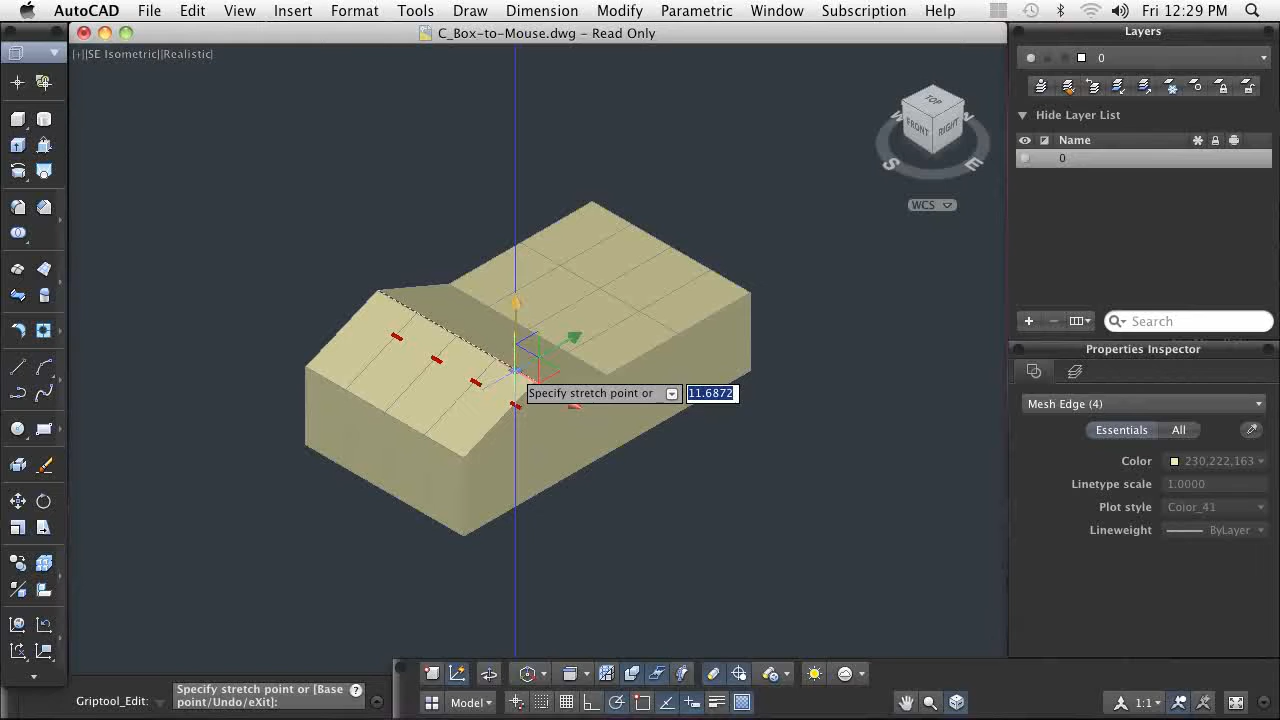 AutoCAD File Edit View Insert Format Tools Draw Dimension Modify Parametric Window Subscription Help Fri 12:29 PM
C_Box-to-Mouse.dwg – Read Only
Layers
[+][SE Isometric][Realistic]
0
TOP
FRONT
RIGHT
W
N
S
E
WCS
Hide Layer List
Name
0
Search
Properties Inspector
Specify stretch point or 11.6872
Mesh Edge (4)
Essentials All
Color 230,222,163
Linetype scale 1.0000
Plot style Color_41
Lineweight ByLayer
Griptool_Edit: Specify stretch point or [Base
point/Undo/eXit]:
?
Model
1:1